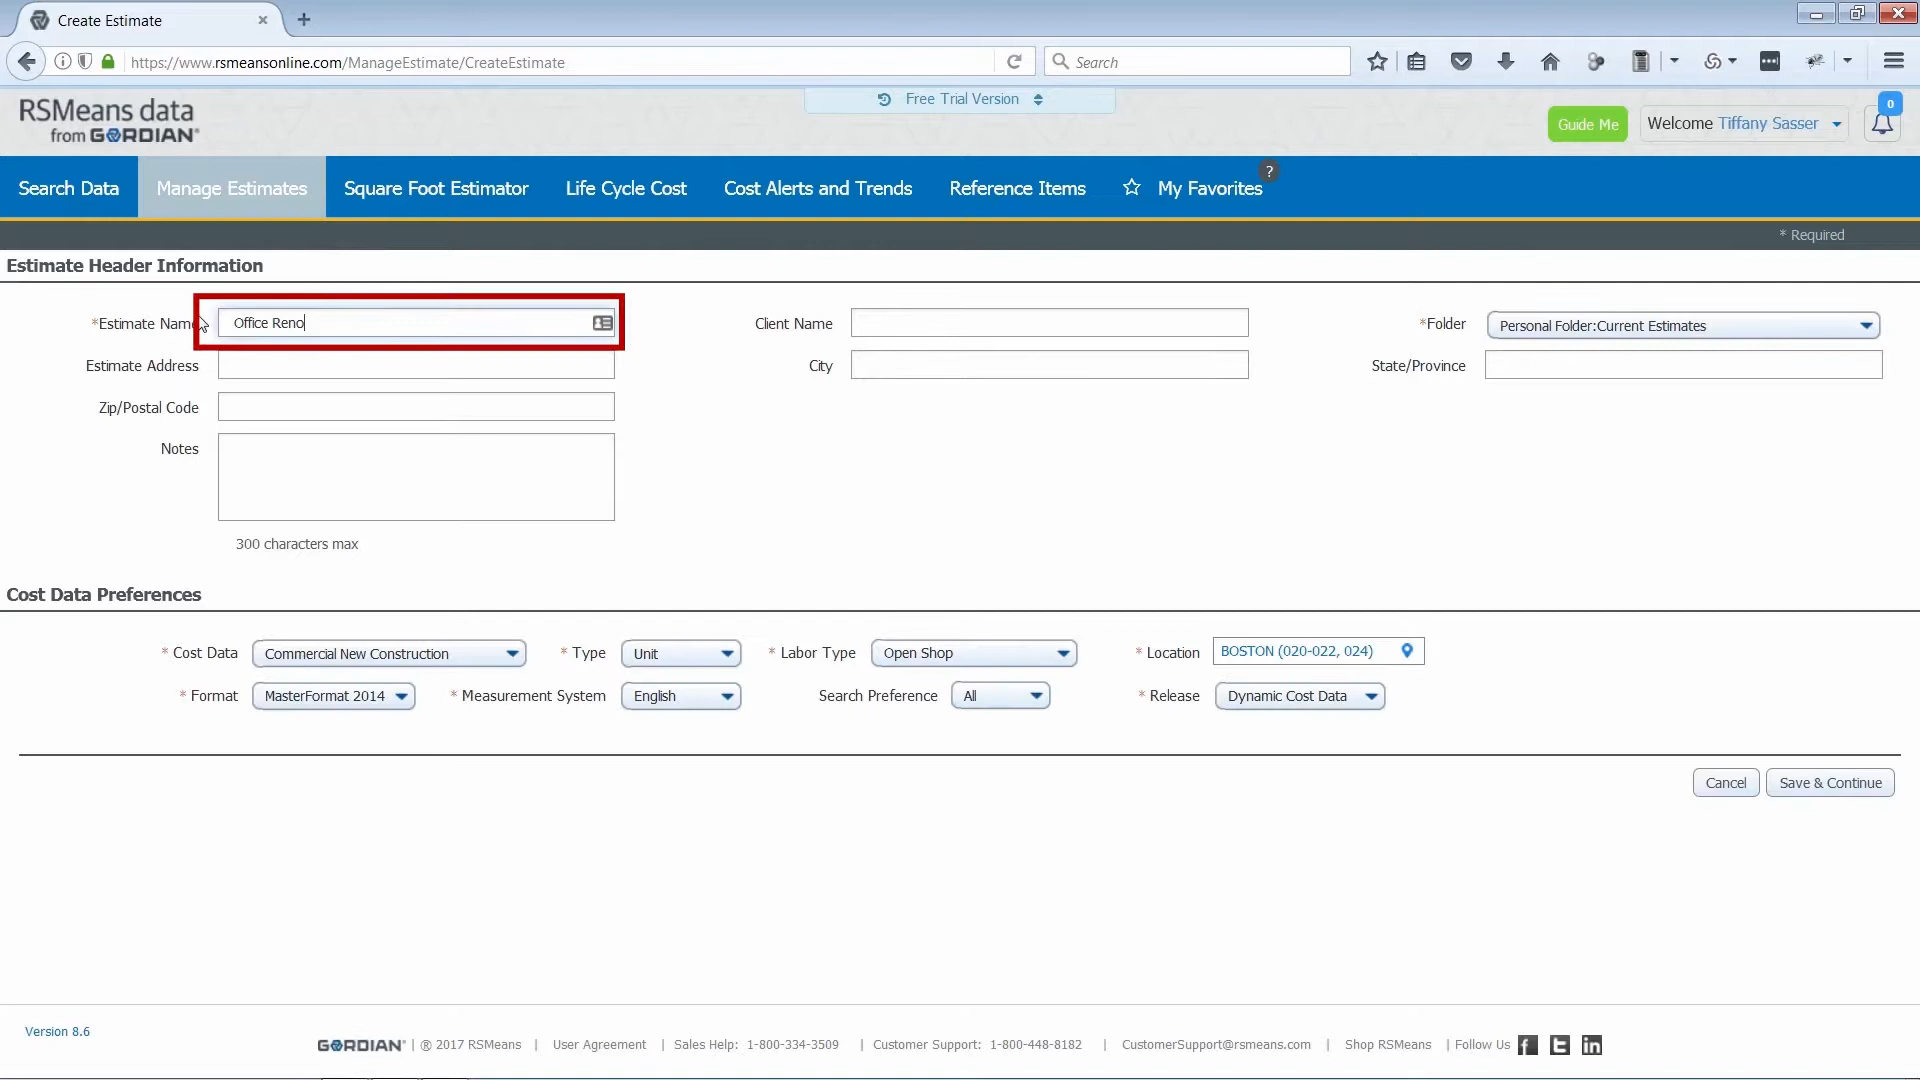 Create Estimate
https://www.rsmeansonline.com/ManageEstimate/CreateEstimate
Search
RSMeans data
from GORDIAN
Free Trial Version
Guide Me
Welcome Tiffany Sasser
0
Search Data
Manage Estimates
Square Foot Estimator
Life Cycle Cost
Cost Alerts and Trends
Reference Items
My Favorites
?
* Required
Estimate Header Information
*Estimate Name
Office Reno
Client Name
*Folder
Personal Folder:Current Estimates
Estimate Address
City
State/Province
Zip/Postal Code
Notes
300 characters max
Cost Data Preferences
* Cost Data
Commercial New Construction
* Type
Unit
* Labor Type
Open Shop
* Location
BOSTON (020-022, 024)
* Format
MasterFormat 2014
* Measurement System
English
Search Preference
All
* Release
Dynamic Cost Data
Cancel
Save & Continue
Version 8.6
GORDIAN | ® 2017 RSMeans | User Agreement | Sales Help: 1-800-334-3509 | Customer Support: 1-800-448-8182 | CustomerSupport@rsmeans.com | Shop RSMeans | Follow Us